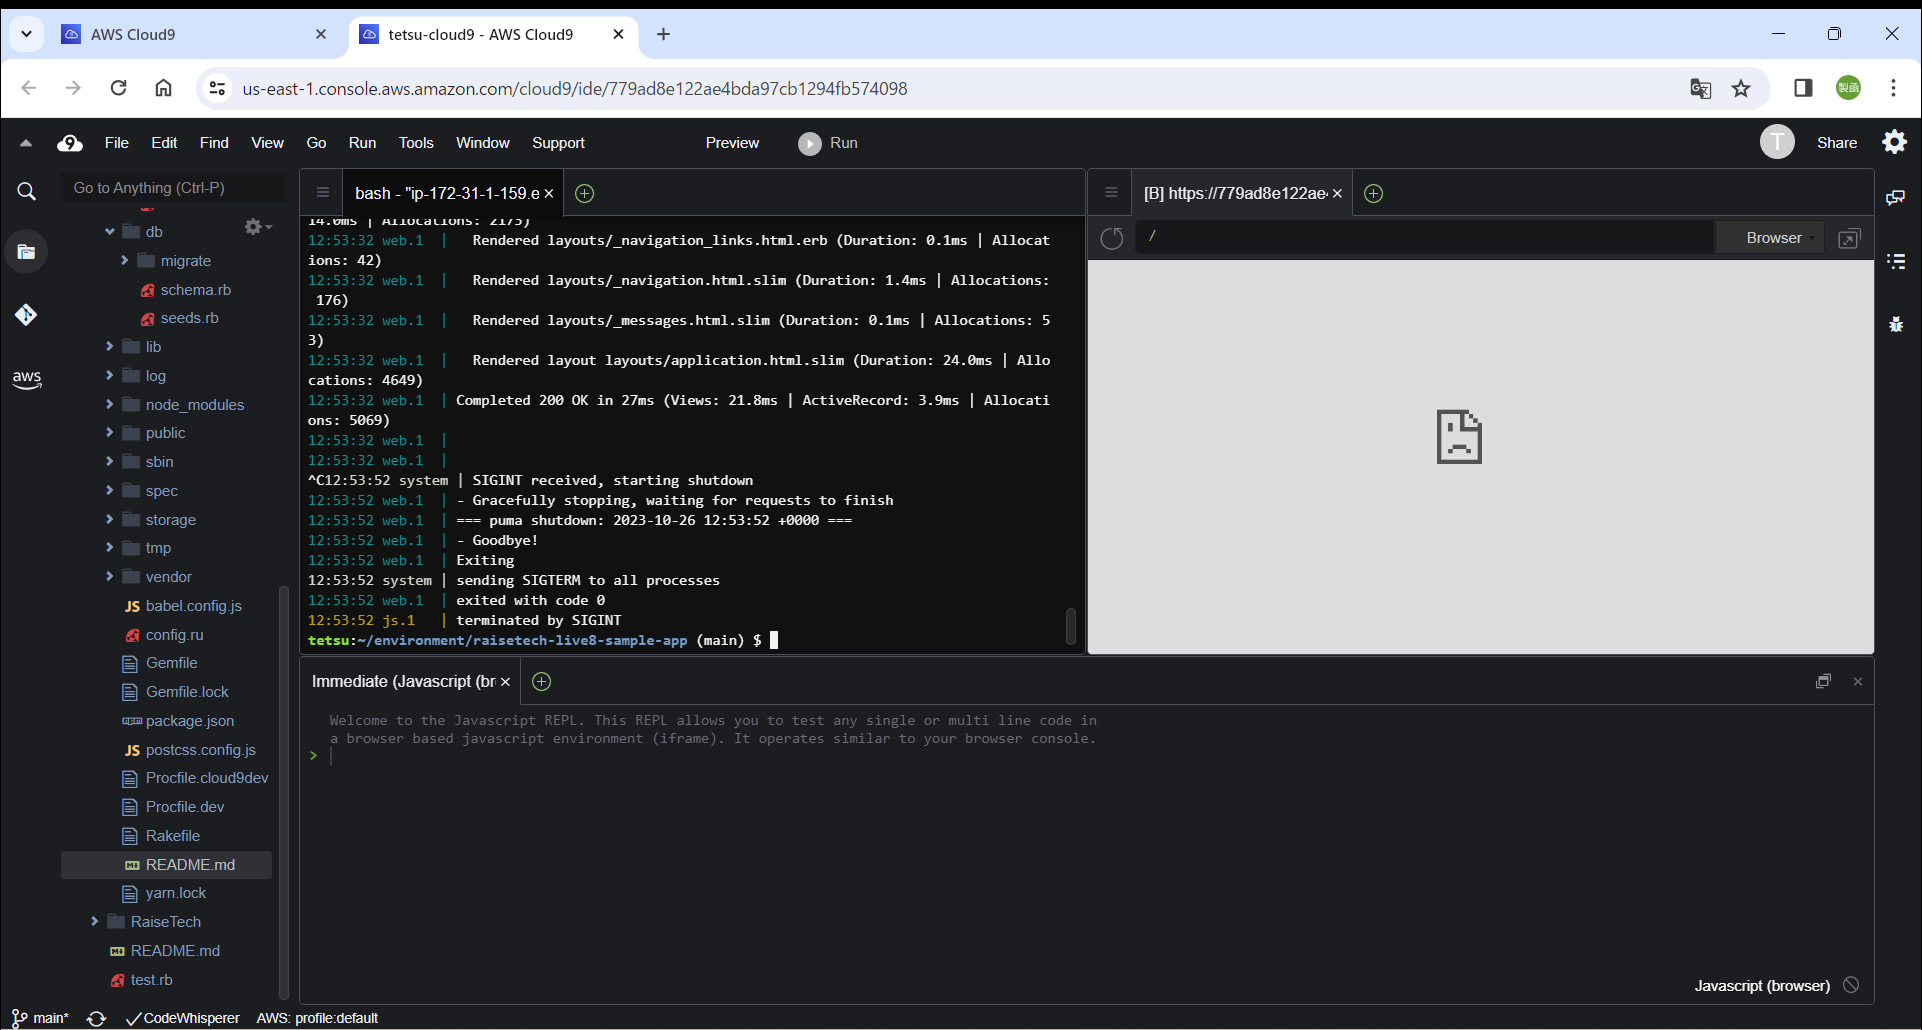 AWS Cloud9
tetsu-cloud9 - AWS Cloud9
us-east-1.console.aws.amazon.com/cloud9/ide/779ad8e122ae4bda97cb1294fb574098
製函
9 File Edit Find View Go Run Tools Window Support Preview Run T Share
Go to Anything (Ctrl-P)
aws
db
migrate
schema.rb
seeds.rb
lib
log
node_modules
public
sbin
spec
storage
tmp
vendor
JS babel.config.js
config.ru
Gemfile
Gemfile.lock
package.json
JS postcss.config.js
Procfile.cloud9dev
Procfile.dev
Rakefile
README.md
yarn.lock
RaiseTech
README.md
test.rb
bash - "ip-172-31-1-159.e
14.0ms | Allocations: 2175)
12:53:32 web.1 | Rendered layouts/_navigation_links.html.erb (Duration: 0.1ms | Allocat
ions: 42)
12:53:32 web.1 | Rendered layouts/_navigation.html.slim (Duration: 1.4ms | Allocations:
176)
12:53:32 web.1 | Rendered layouts/_messages.html.slim (Duration: 0.1ms | Allocations: 5
3)
12:53:32 web.1 | Rendered layout layouts/application.html.slim (Duration: 24.0ms | Allo
cations: 4649)
12:53:32 web.1 | Completed 200 OK in 27ms (Views: 21.8ms | ActiveRecord: 3.9ms | Allocati
ons: 5069)
12:53:32 web.1 |
12:53:32 web.1 |
^C12:53:52 system | SIGINT received, starting shutdown
12:53:52 web.1 | - Gracefully stopping, waiting for requests to finish
12:53:52 web.1 | === puma shutdown: 2023-10-26 12:53:52 +0000 ===
12:53:52 web.1 | - Goodbye!
12:53:52 web.1 | Exiting
12:53:52 system | sending SIGTERM to all processes
12:53:52 web.1 | exited with code 0
12:53:52 js.1 | terminated by SIGINT
tetsu:~/environment/raisetech-live8-sample-app (main) $
[B] https://779ad8e122ae
/
Browser
Immediate (Javascript (br
Welcome to the Javascript REPL. This REPL allows you to test any single or multi line code in
a browser based javascript environment (iframe). It operates similar to your browser console.
>
Javascript (browser)
main* CodeWhisperer AWS: profile:default